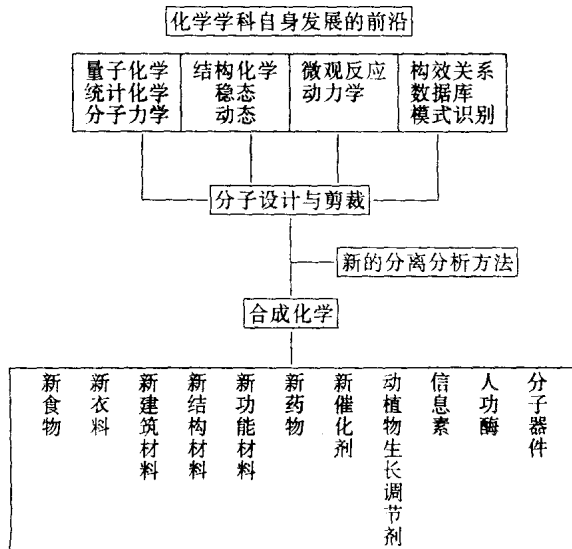 化学学科自身发展的前沿
量子化学
统计化学
分子力学
结构化学
稳态
动态
微观反应
动力学
构效关系
数据库
模式识别
分子设计与剪裁
新的分离分析方法
合成化学
新食物
新衣料
新建筑材料
新结构材料
新功能材料
新药物
新催化剂
动植物生长调节剂
信息素
人功酶
分子器件